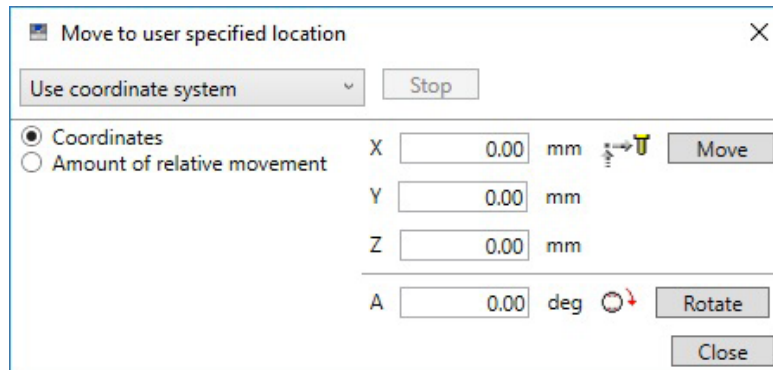 Move to user specified location
Use coordinate system
Stop
Coordinates
Amount of relative movement
X 0.00 mm Move
Y 0.00 mm
Z 0.00 mm
A 0.00 deg Rotate
Close